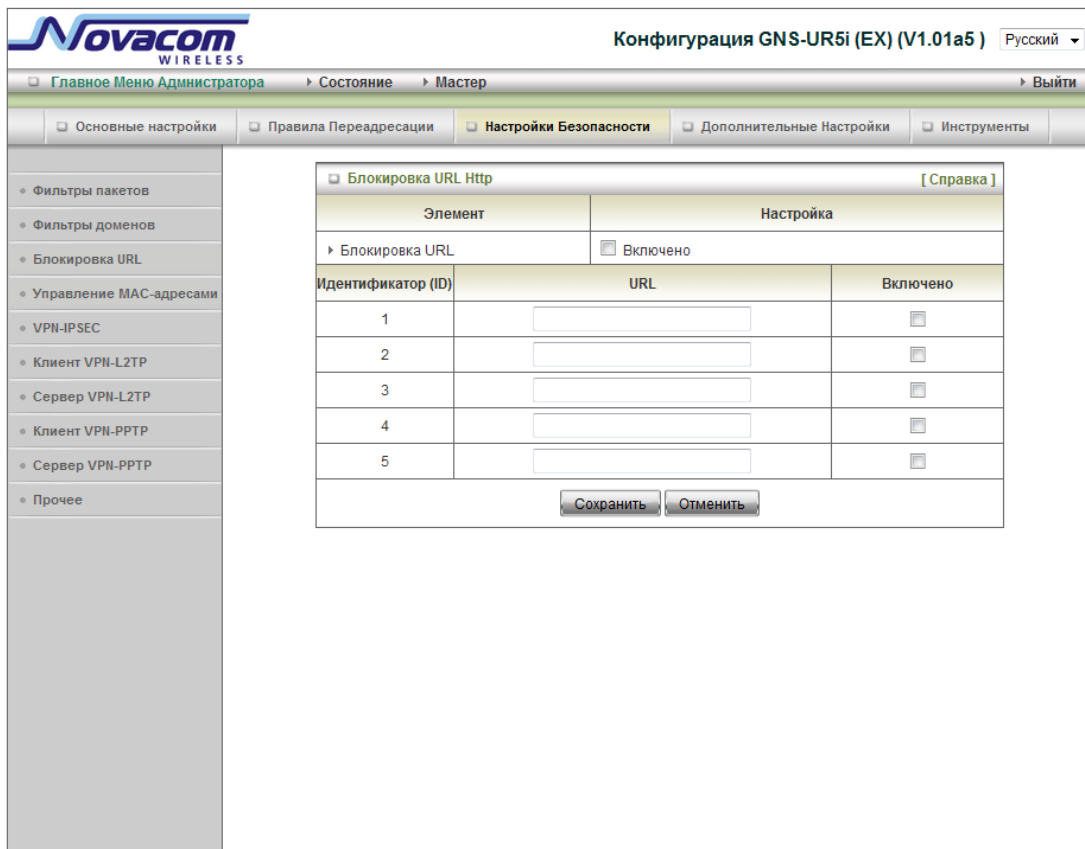 Novacom
WIRELESS
Конфигурация GNS-UR5i (EX) (V1.01a5 )
Русский
Главное Меню Администратора
Состояние
Мастер
Выйти
Основные настройки
Правила Переадресации
Настройки Безопасности
Дополнительные Настройки
Инструменты
Фильтры пакетов
Фильтры доменов
Блокировка URL
Управление MAC-адресами
VPN-IPSEC
Клиент VPN-L2TP
Сервер VPN-L2TP
Клиент VPN-PPTP
Сервер VPN-PPTP
Прочее
Блокировка URL Http
[ Справка ]
Элемент
Настройка
Блокировка URL
Включено
Идентификатор (ID)
URL
Включено
1
2
3
4
5
Сохранить
Отменить